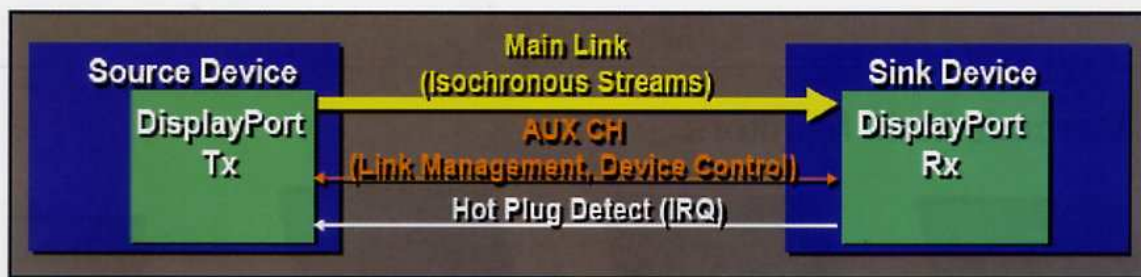 Source Device
DisplayPort
Tx
Main Link
(Isochronous Streams)
AUX CH
(Link Management, Device Control)
Hot Plug Detect (IRQ)
Sink Device
DisplayPort
Rx